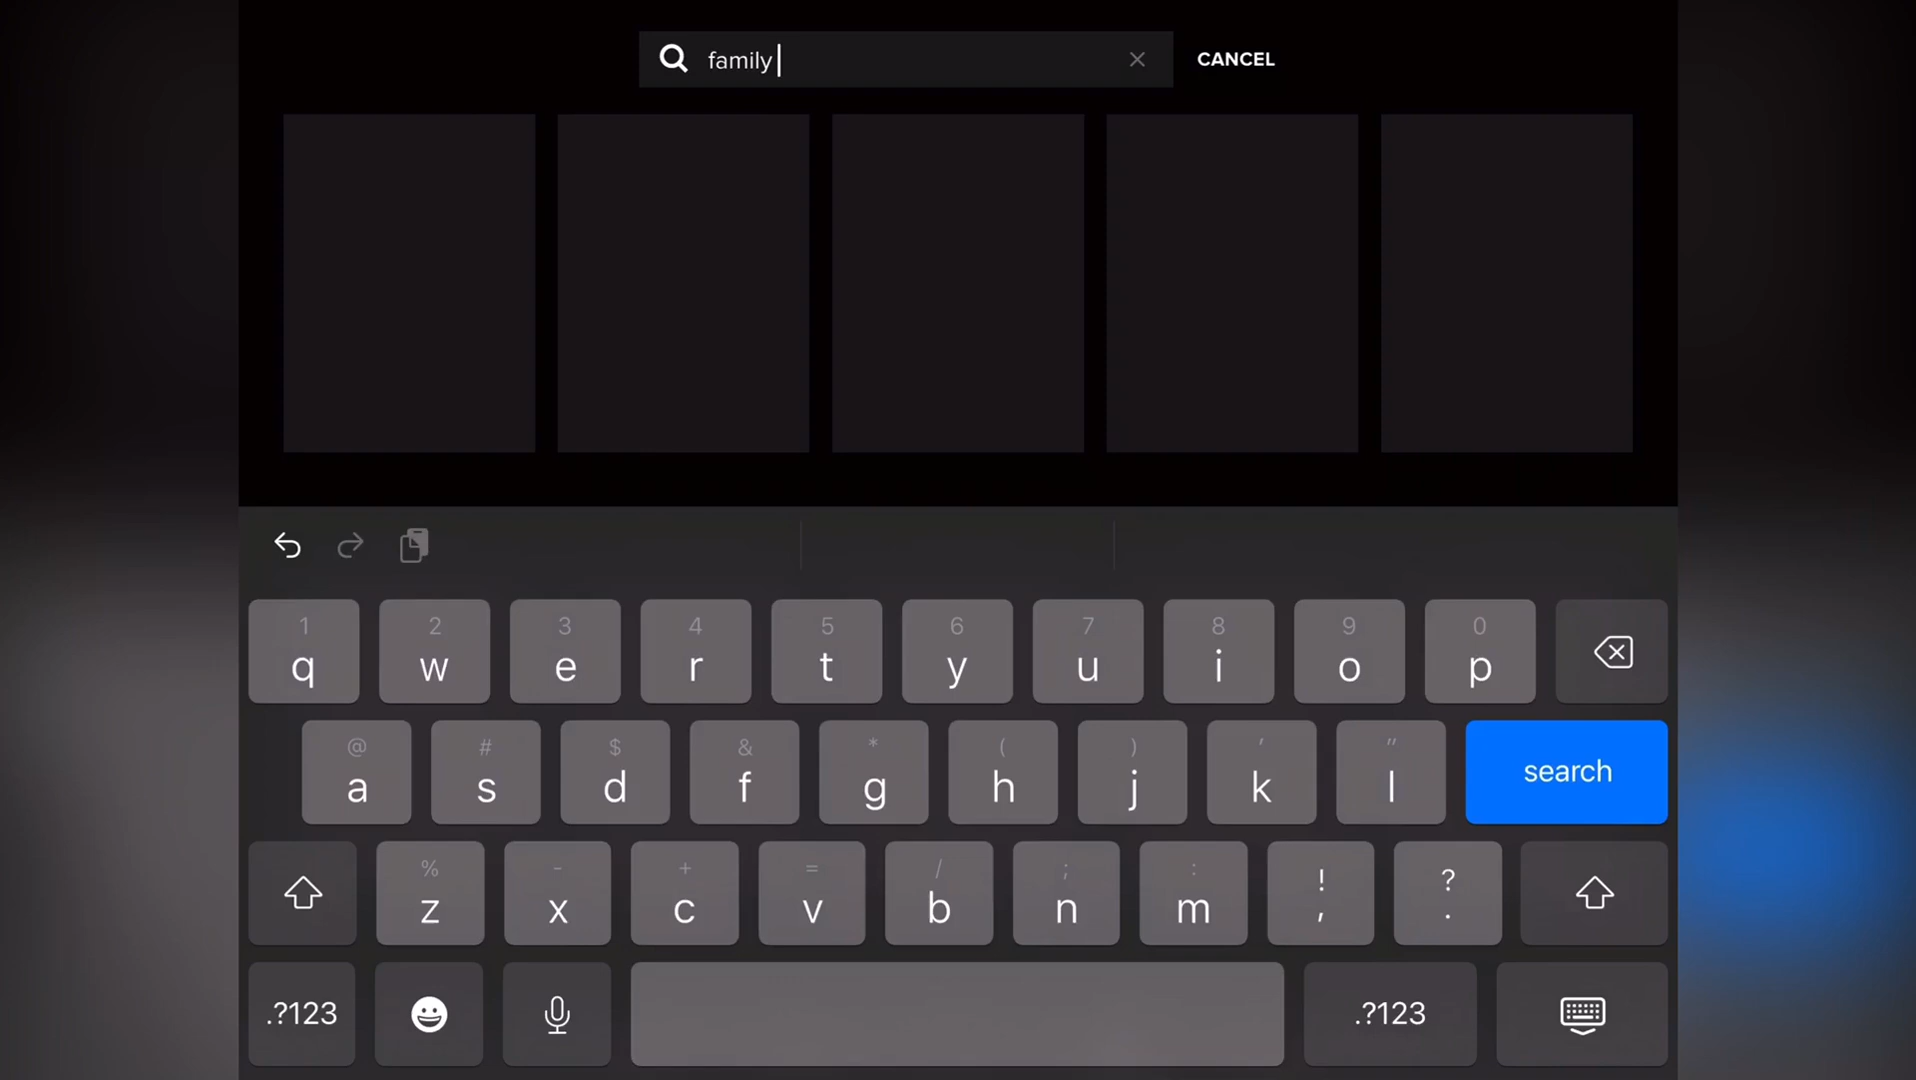 family
CANCEL
1 2 3 4 5 6 7 8 9 0
q w e r t y u i o p
@ # $ & * ( ) ' "
a s d f g h j k l search
% - + = / ; : ! ?
z x c v b n m , .
.?123 .?123